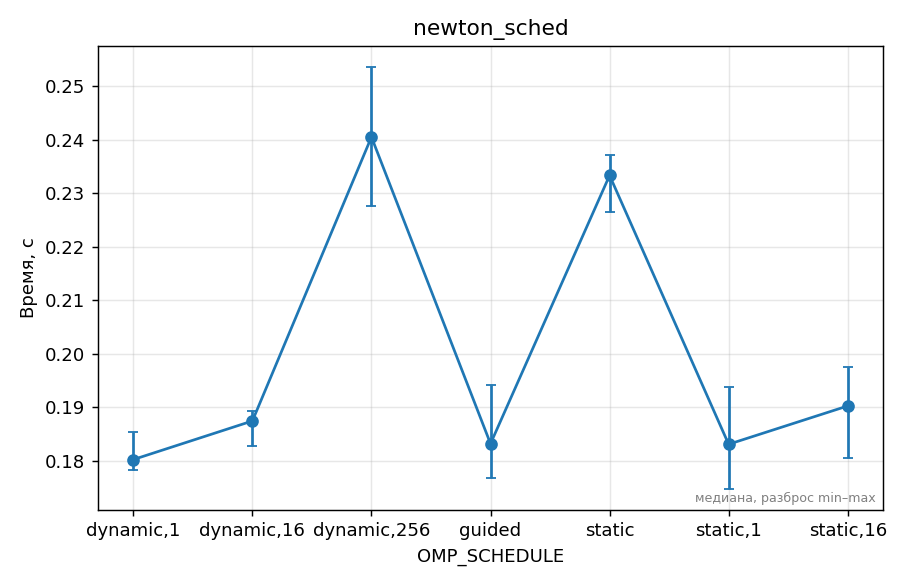 newton_sched
Время, с
0.25
0.24
0.23
0.22
0.21
0.20
0.19
0.18
медиана, разброс min–max
dynamic,1 dynamic,16 dynamic,256 guided static static,1 static,16
OMP_SCHEDULE